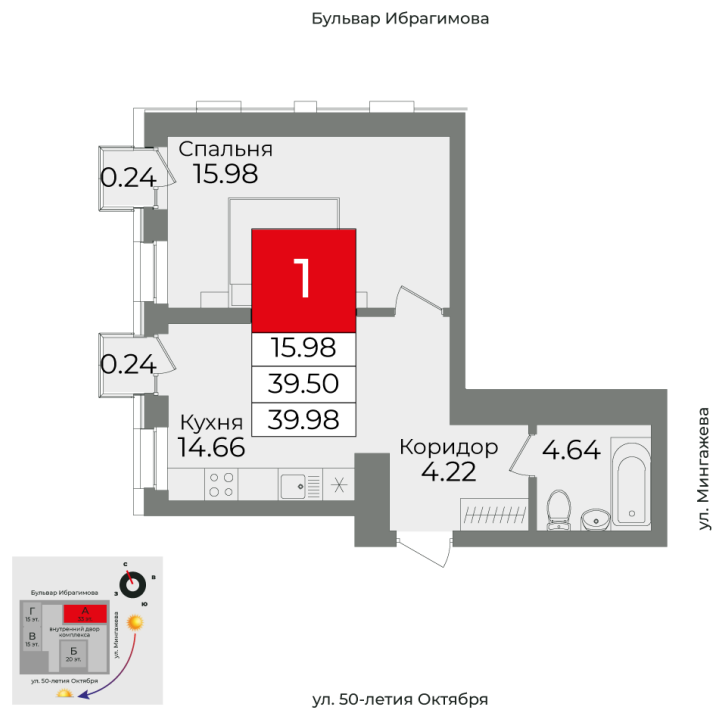 Бульвар Ибрагимова
Спальня
15.98
0.24
1
15.98
39.50
39.98
0.24
Кухня
14.66
Коридор
4.22
4.64
ул. Мингажева
ул. 50-летия Октября
с
в
з
ю
Бульвар Ибрагимова
Г
15 эт.
А
внутренний двор
комплекса
В
15 эт.
Б
20 эт.
ул. Мингажева
ул. 50-летия Октября